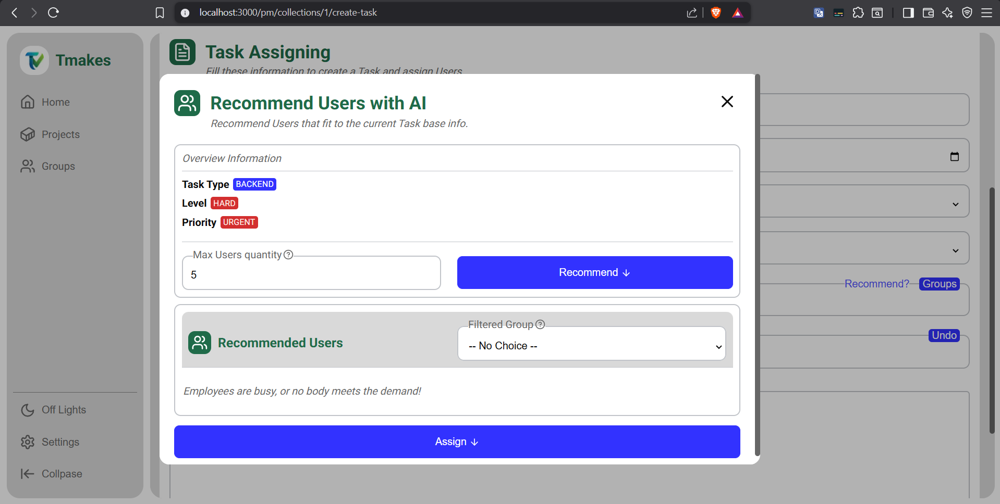 localhost:3000/pm/collections/1/create-task
Tmakes
Home
Projects
Groups
Off Lights
Settings
Collpase
Task Assigning
Fill these information to create a Task and assign Users
Recommend Users with AI
Recommend Users that fit to the current Task base info.
Overview Information
Task Type BACKEND
Level HARD
Priority URGENT
Max Users quantity
5
Recommend ↓
Recommended Users
Filtered Group
-- No Choice --
Employees are busy, or no body meets the demand!
Assign ↓
Recommend? Groups
Undo